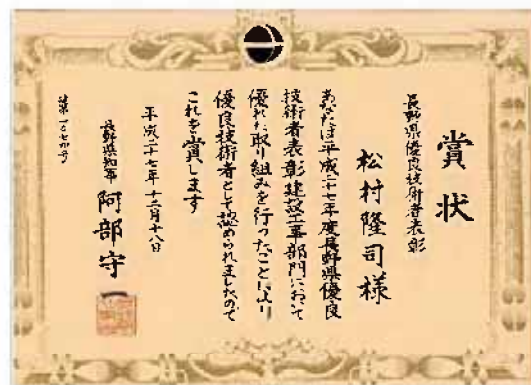 賞状
長野県優良技術者表彰
松村隆司様
あなたは平成二十七年度長野県優良
技術者表彰建設工事部門において
優れた取り組みを行ったことにより
優良技術者として認められましたので
これを賞します
平成二十七年十二月十八日
長野県知事 阿部守一